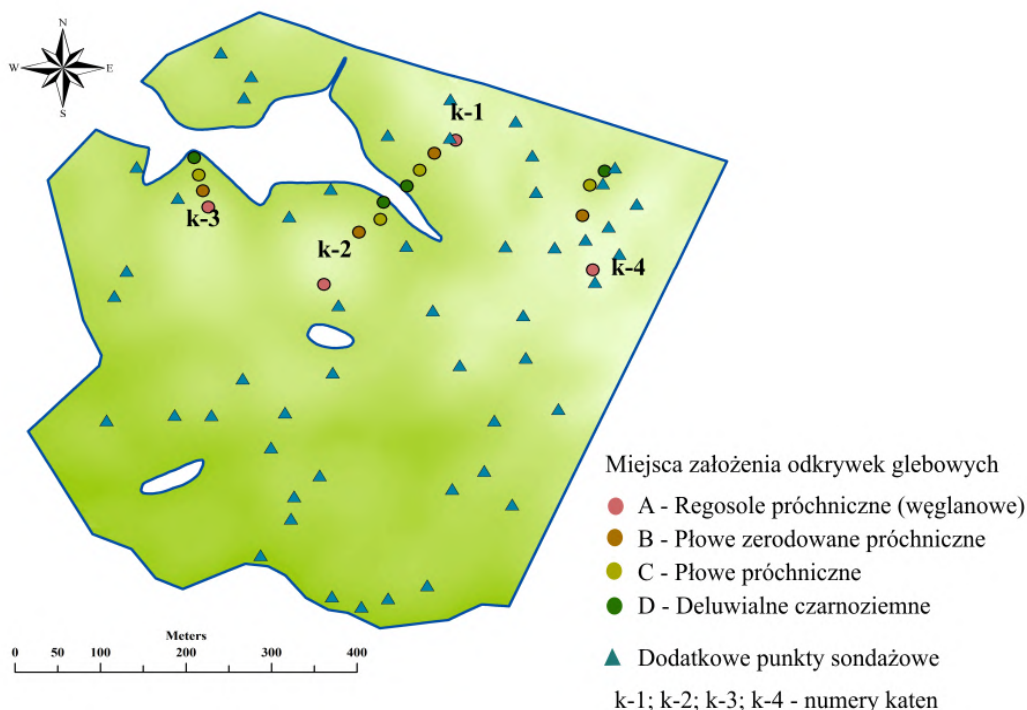 N
W E
S
k-1
k-3
k-2
k-4
Miejsca założenia odkrywek glebowych
A - Regosole próchniczne (węglanowe)
B - Płowe zerodowane próchniczne
C - Płowe próchniczne
D - Deluwialne czarnoziemne
Meters
0 50 100 200 300 400
Dodatkowe punkty sondażowe
k-1; k-2; k-3; k-4 - numery katen